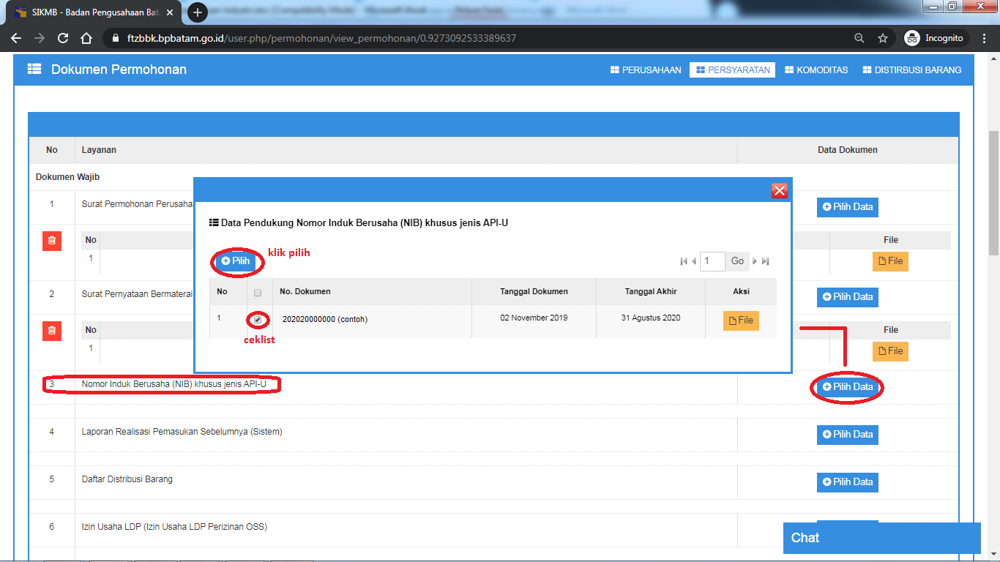 SIKMB - Badan Pengusahaan Bat
ftzbbk.bpbatam.go.id/user.php/permohonan/view_permohonan/0.9273092533389637
Incognito
Dokumen Permohonan
PERUSAHAAN
PERSYARATAN
KOMODITAS
DISTIRBUSI BARANG
No Layanan Data Dokumen
Dokumen Wajib
1 Surat Permohonan Perusaha Pilih Data
No File
1 File
2 Surat Pernyataan Bermaterai Pilih Data
No File
1 File
Data Pendukung Nomor Induk Berusaha (NIB) khusus jenis API-U
Pilih klik pilih 1 Go
No No. Dokumen Tanggal Dokumen Tanggal Akhir Aksi
1 202020000000 (contoh) 02 November 2019 31 Agustus 2020 File
ceklist
3 Nomor Induk Berusaha (NIB) khusus jenis API-U Pilih Data
4 Laporan Realisasi Pemasukan Sebelumnya (Sistem) Pilih Data
5 Daftar Distribusi Barang Pilih Data
6 Izin Usaha LDP (Izin Usaha LDP Perizinan OSS)
Chat